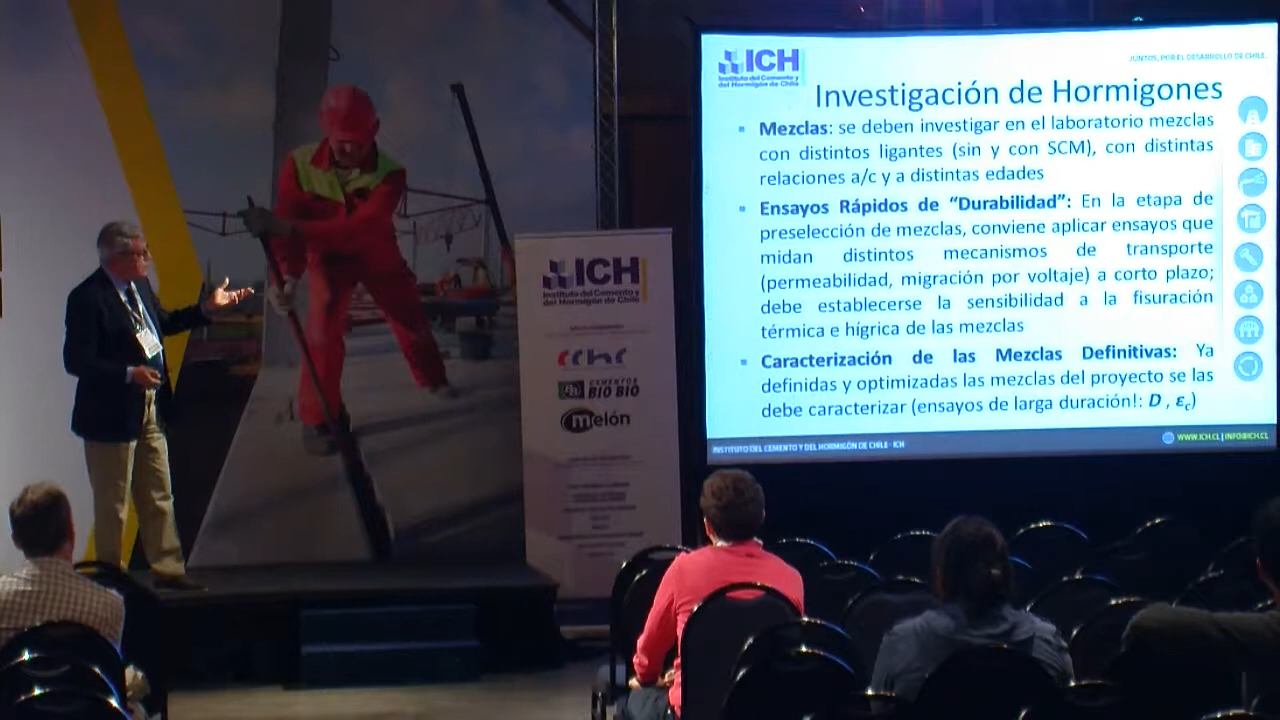 ICH
Instituto del Cemento y
del Hormigón de Chile
JUNTOS, POR EL DESARROLLO DE CHILE.
Investigación de Hormigones
Mezclas: se deben investigar en el laboratorio mezclas
con distintos ligantes (sin y con SCM), con distintas
relaciones a/c y a distintas edades
Ensayos Rápidos de “Durabilidad”: En la etapa de
preselección de mezclas, conviene aplicar ensayos que
midan distintos mecanismos de transporte
(permeabilidad, migración por voltaje) a corto plazo;
debe establecerse la sensibilidad a la fisuración
térmica e hígrica de las mezclas
Caracterización de las Mezclas Definitivas: Ya
definidas y optimizadas las mezclas del proyecto se las
debe caracterizar (ensayos de larga duración!: D , εc)
INSTITUTO DEL CEMENTO Y DEL HORMIGÓN DE CHILE - ICH
WWW.ICH.CL | INFO@ICH.CL
ICH
Instituto del Cemento y
del Hormigón de Chile
cchc
CEMENTOS
BIO BIO
melón